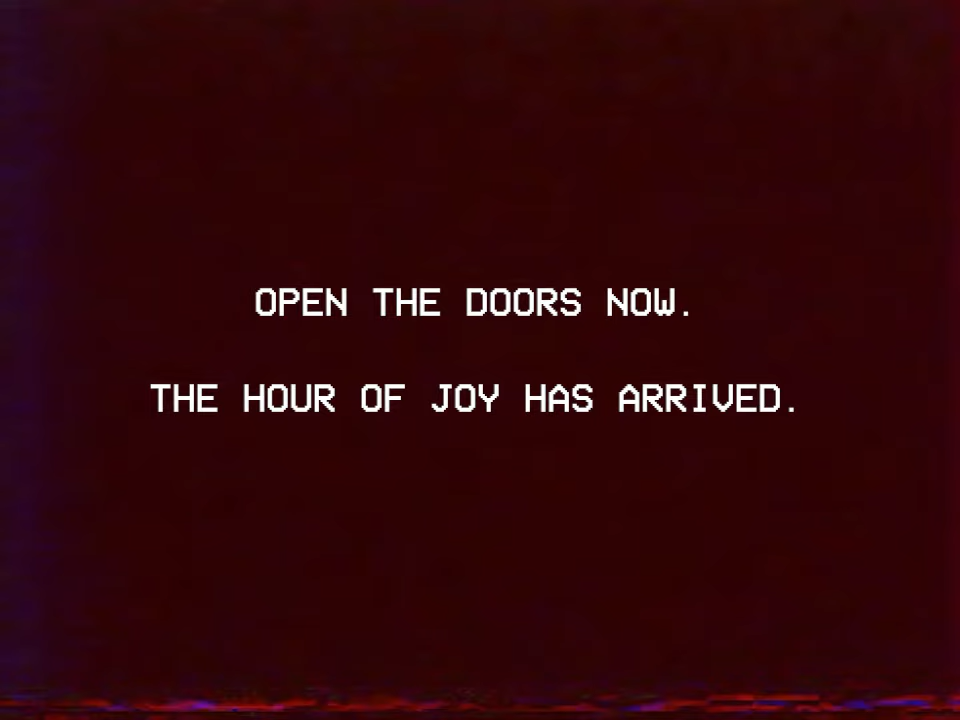 OPEN THE DOORS NOW.
THE HOUR OF JOY HAS ARRIVED.